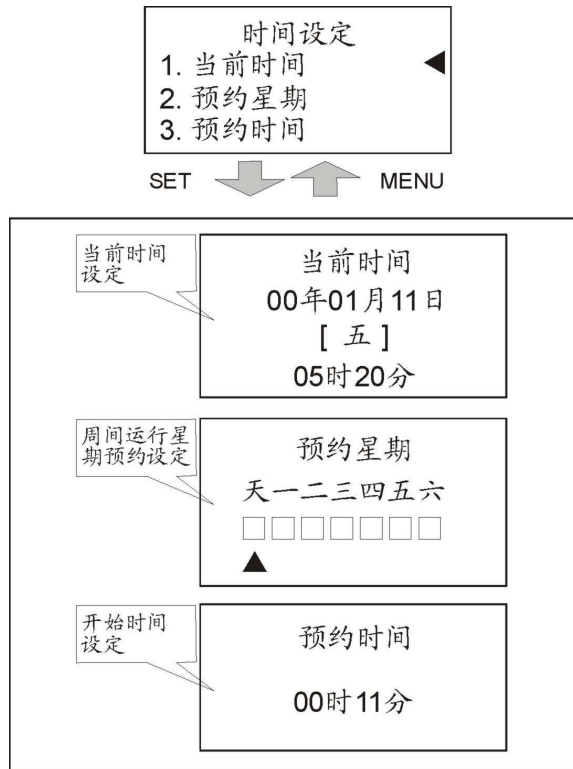 时间设定
1. 当前时间
2. 预约星期
3. 预约时间
SET MENU
当前时间
设定
当前时间
00年01月11日
[ 五 ]
05时20分
周间运行星
期预约设定
预约星期
天一二三四五六
开始时间
设定
预约时间
00时11分